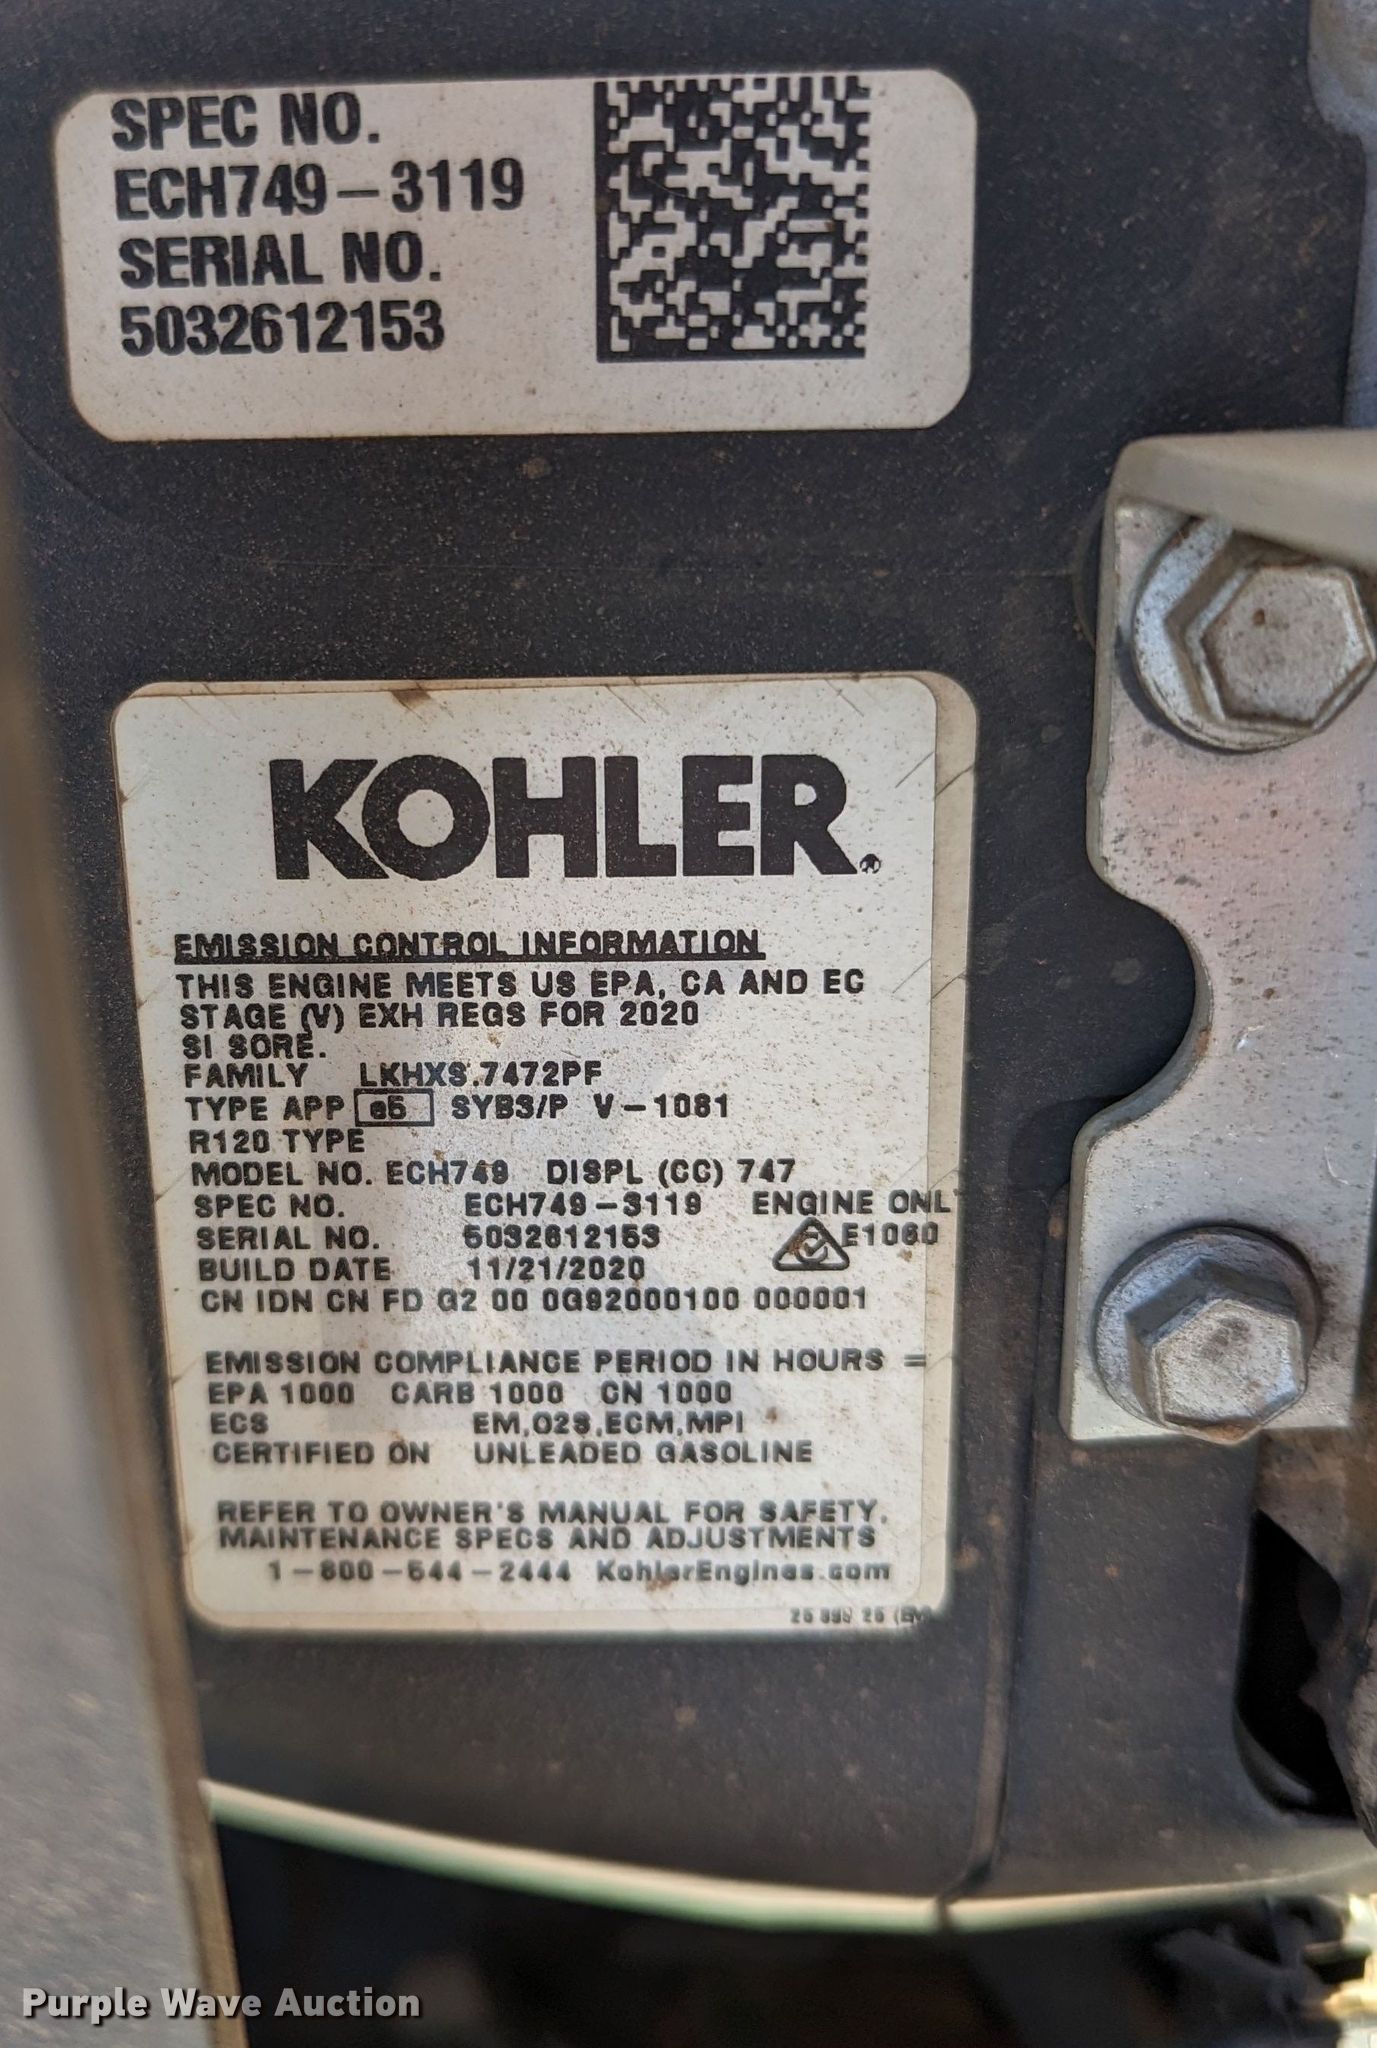 SPEC NO.
ECH749-3119
SERIAL NO.
5032612153
KOHLER®
EMISSION CONTROL INFORMATION
THIS ENGINE MEETS US EPA, CA AND EC
STAGE (V) EXH REGS FOR 2020
SI SORE.
FAMILY LKHXS.7472PF
TYPE APP e5 SYBS/P V-1081
R120 TYPE
MODEL NO. ECH749 DISPL (CC) 747
SPEC NO. ECH749-3119 ENGINE ONL
SERIAL NO. 5032612153 E1060
BUILD DATE 11/21/2020
CN IDN CN FD G2 00 0G92000100 000001
EMISSION COMPLIANCE PERIOD IN HOURS =
EPA 1000 CARB 1000 CN 1000
ECS EM,O2S,ECM,MPI
CERTIFIED ON UNLEADED GASOLINE
REFER TO OWNER'S MANUAL FOR SAFETY,
MAINTENANCE SPECS AND ADJUSTMENTS
1-800-544-2444 KohlerEngines.com
Purple Wave Auction